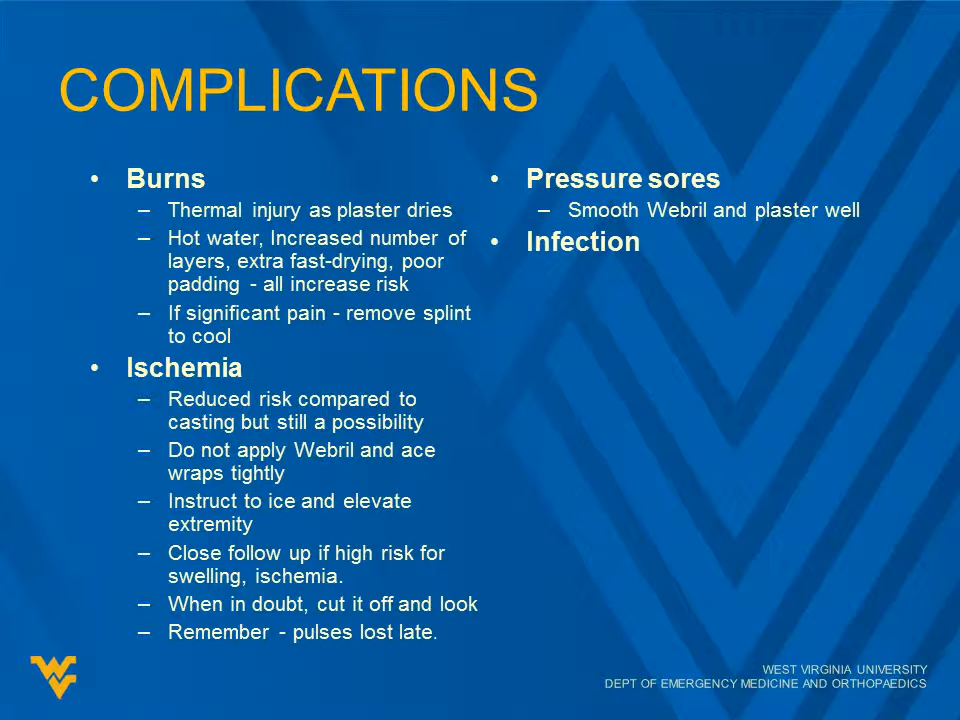 COMPLICATIONS
• Burns
– Thermal injury as plaster dries
– Hot water, Increased number of
layers, extra fast-drying, poor
padding - all increase risk
– If significant pain - remove splint
to cool
• Ischemia
– Reduced risk compared to
casting but still a possibility
– Do not apply Webril and ace
wraps tightly
– Instruct to ice and elevate
extremity
– Close follow up if high risk for
swelling, ischemia.
– When in doubt, cut it off and look
– Remember - pulses lost late.
• Pressure sores
– Smooth Webril and plaster well
• Infection
WV
WEST VIRGINIA UNIVERSITY
DEPT OF EMERGENCY MEDICINE AND ORTHOPAEDICS